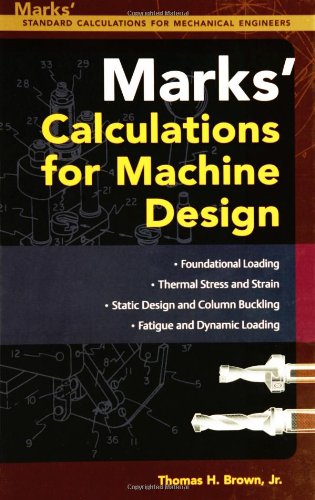 Marks'
STANDARD CALCULATIONS FOR MECHANICAL ENGINEERS
Marks'
Calculations
for Machine
Design
• Foundational Loading
• Thermal Stress and Strain
• Static Design and Column Buckling
• Fatigue and Dynamic Loading
Thomas H. Brown, Jr.